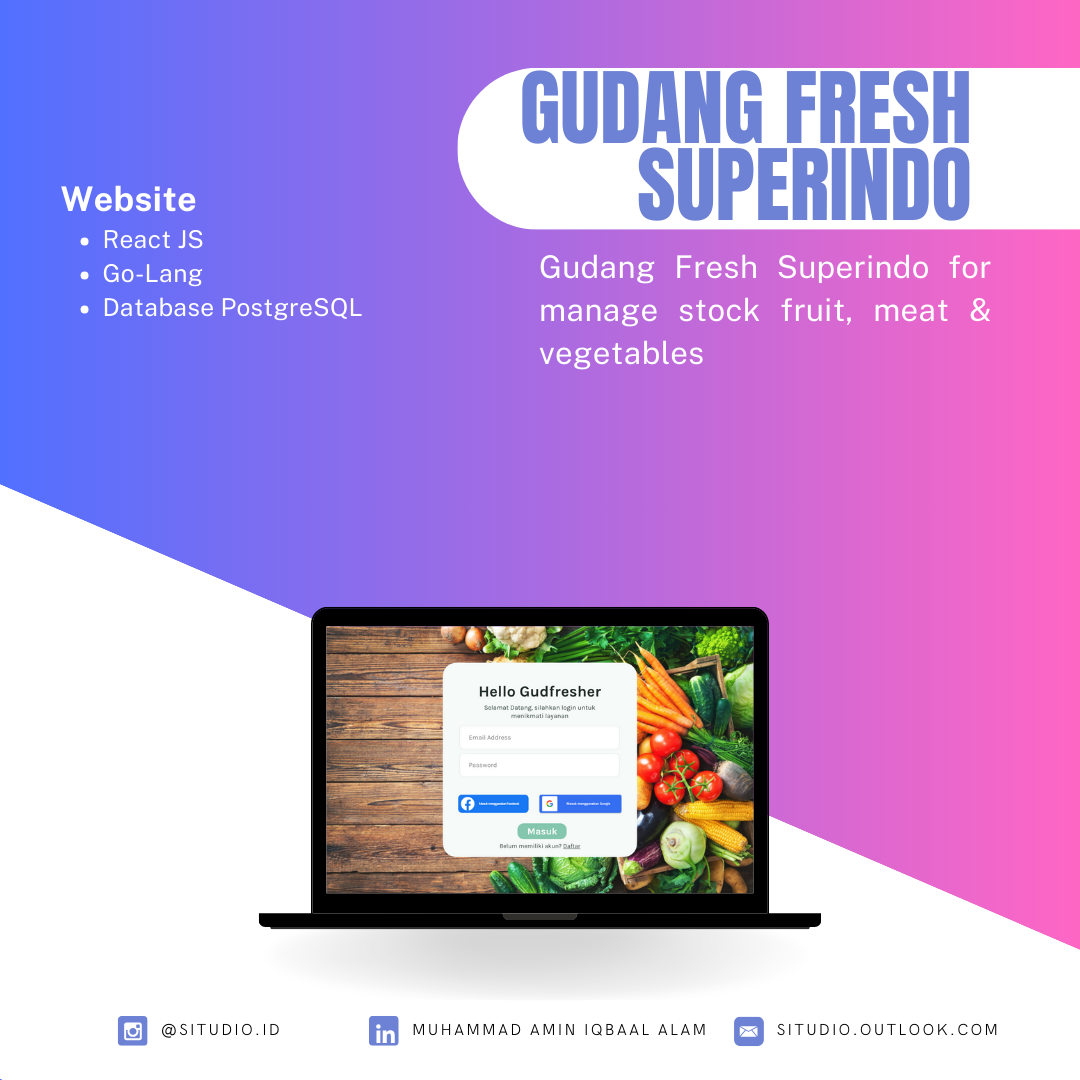 GUDANG FRESH
SUPERINDO
Website
React JS
Go-Lang
Database PostgreSQL
Gudang Fresh Superindo for
manage stock fruit, meat &
vegetables
Hello Gudfresher
Selamat Datang, silahkan login untuk
menikmati layanan
Email Address
Password
Masuk menggunakan Facebook
Masuk menggunakan Google
Masuk
Belum memiliki akun? Daftar
@SITUDIO.ID
MUHAMMAD AMIN IQBAAL ALAM
SITUDIO.OUTLOOK.COM